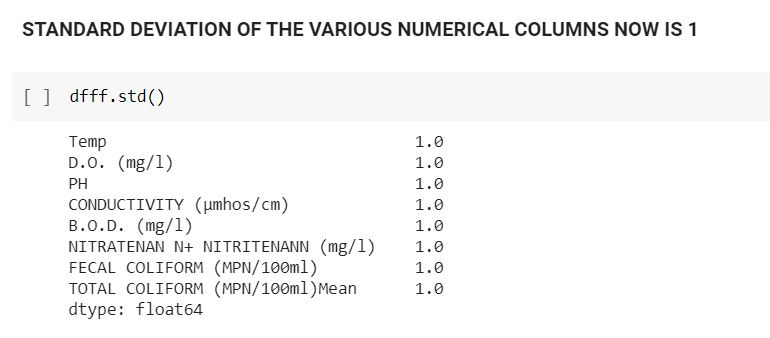 STANDARD DEVIATION OF THE VARIOUS NUMERICAL COLUMNS NOW IS 1
[ ] dfff.std()
Temp 1.0
D.O. (mg/l) 1.0
PH 1.0
CONDUCTIVITY (µmhos/cm) 1.0
B.O.D. (mg/l) 1.0
NITRATENAN N+ NITRITENANN (mg/l) 1.0
FECAL COLIFORM (MPN/100ml) 1.0
TOTAL COLIFORM (MPN/100ml)Mean 1.0
dtype: float64